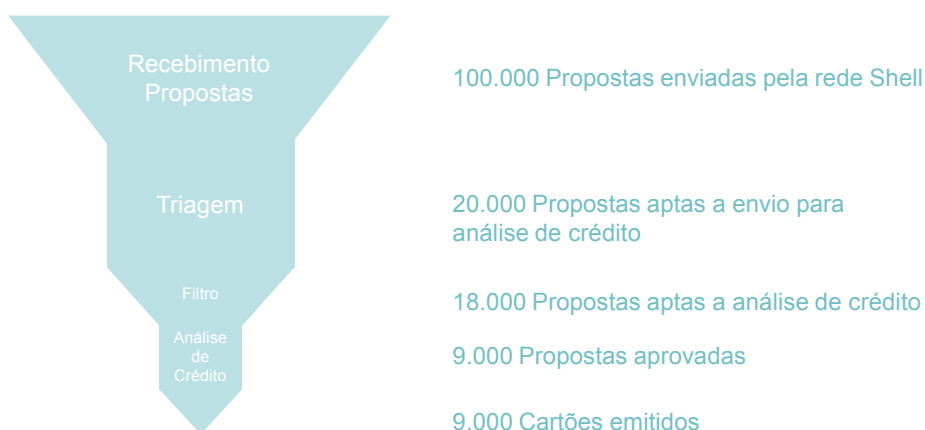 Recebimento
Propostas
100.000 Propostas enviadas pela rede Shell
Triagem
20.000 Propostas aptas a envio para
análise de crédito
Filtro
18.000 Propostas aptas a análise de crédito
Análise
de
Crédito
9.000 Propostas aprovadas
9.000 Cartões emitidos